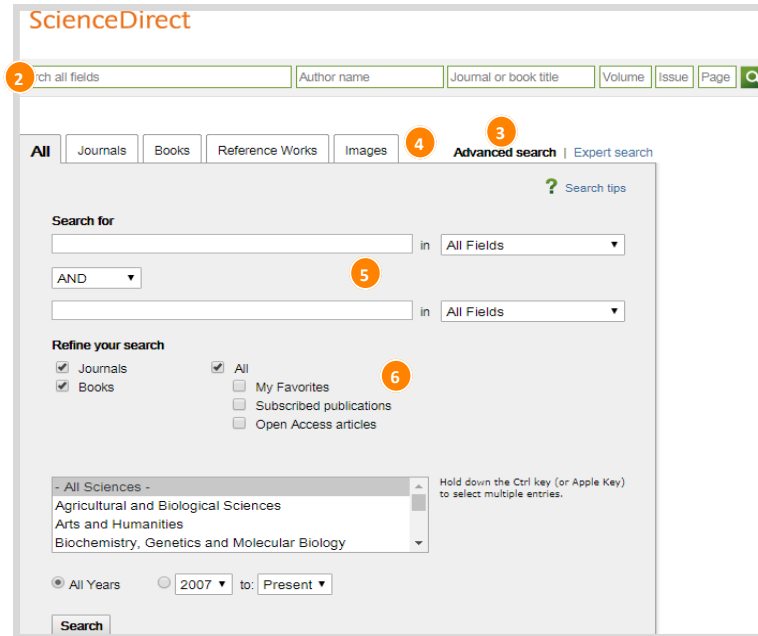 ScienceDirect
2 rch all fields Author name Journal or book title Volume Issue Page
3
All Journals Books Reference Works Images 4 Advanced search | Expert search
? Search tips
Search for
in All Fields
AND 5
in All Fields
Refine your search
Journals All 6
Books My Favorites
Subscribed publications
Open Access articles
- All Sciences - Hold down the Ctrl key (or Apple Key)
Agricultural and Biological Sciences to select multiple entries.
Arts and Humanities
Biochemistry, Genetics and Molecular Biology
All Years 2007 to: Present
Search